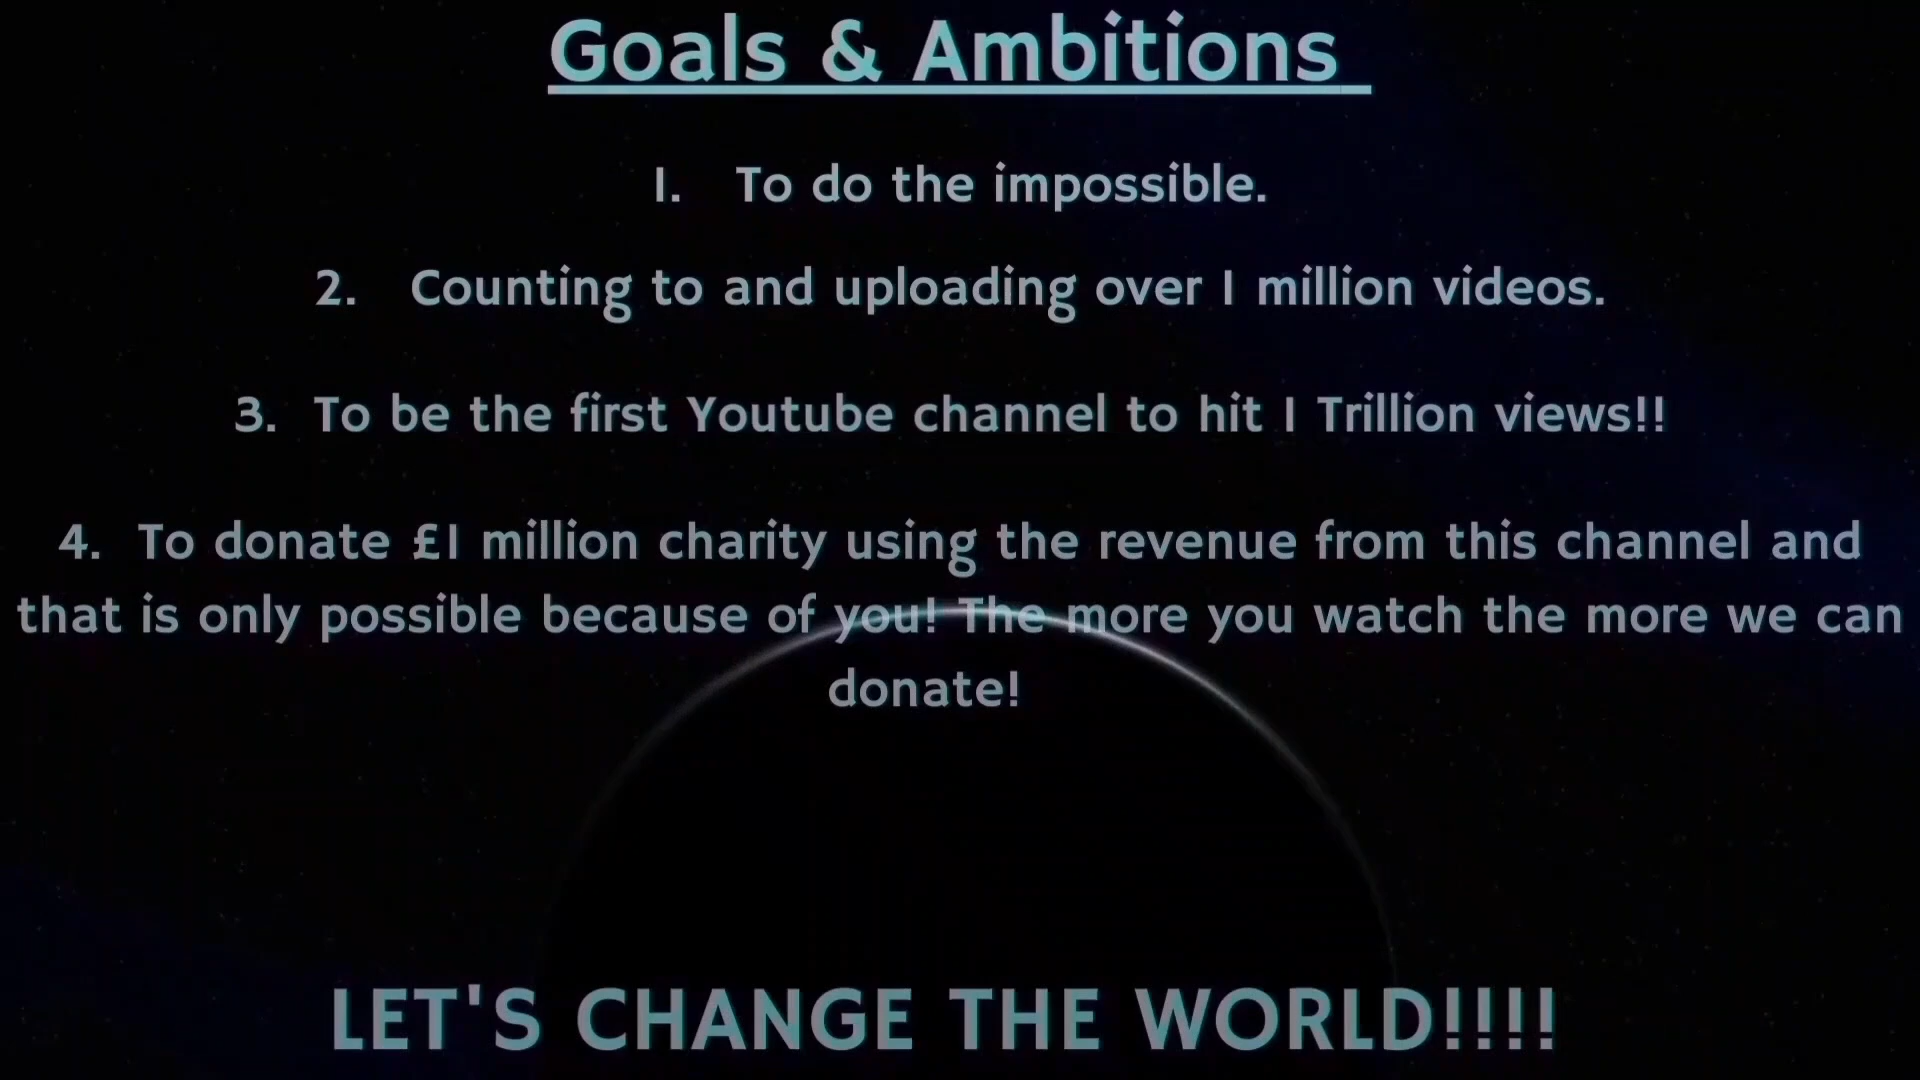 Goals & Ambitions
1. To do the impossible.
2. Counting to and uploading over 1 million videos.
3. To be the first Youtube channel to hit 1 Trillion views!!
4. To donate £1 million charity using the revenue from this channel and
that is only possible because of you! The more you watch the more we can
donate!
LET'S CHANGE THE WORLD!!!!